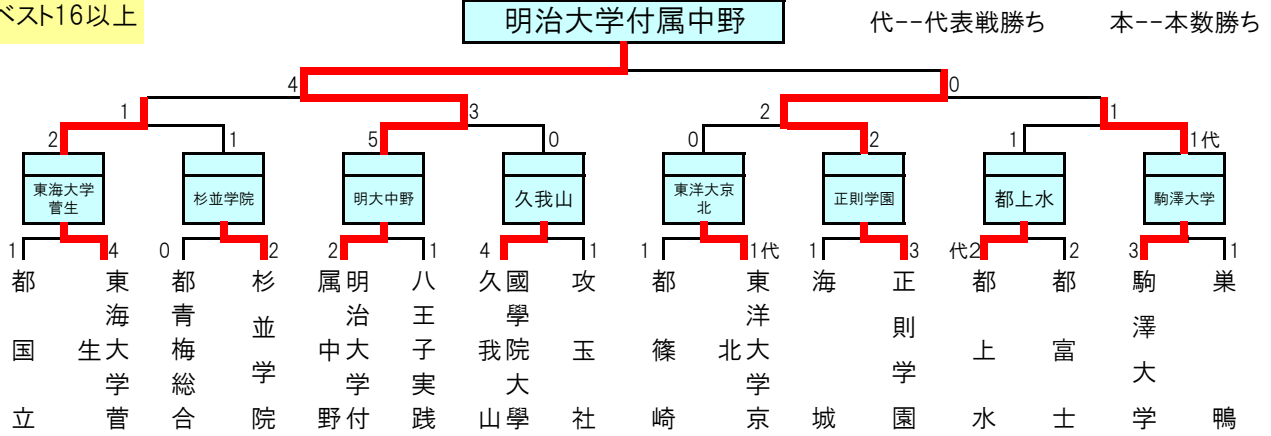 ベスト16以上
明治大学付属中野
代--代表戦勝ち
本--本数勝ち
4
0
1
3
2
1
2
1
5
0
0
2
1
1代
東海大学
菅生
杉並学院
明大中野
久我山
東洋大京
北
正則学園
都上水
駒澤大学
1
4
0
2
2
1
4
1
1
1代
1
3
代2
2
3
1
都国立
東海大学菅生
都青梅総合
杉並学院
明治大学付属中野
八王子実践
國學院大學久我山
攻玉社
都篠崎
東洋大学京北
海城
正則学園
都上水
都富士
駒澤大学
巣鴨